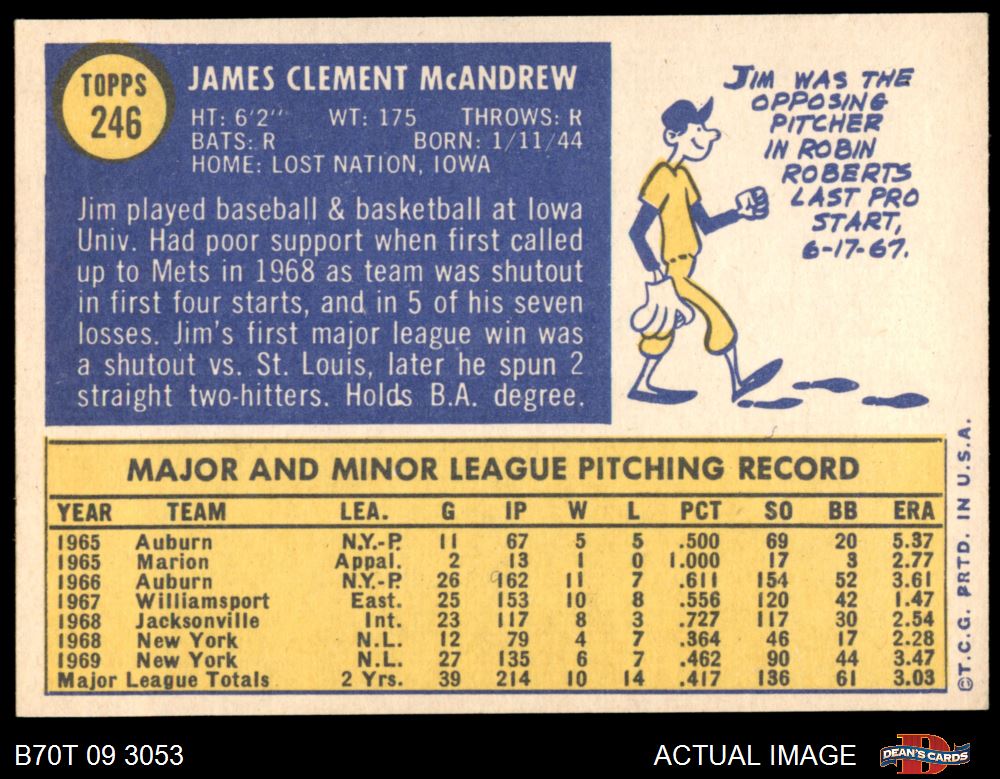 TOPPS
246
JAMES CLEMENT McANDREW
HT: 6'2" WT: 175 THROWS: R
BATS: R BORN: 1/11/44
HOME: LOST NATION, IOWA
Jim played baseball & basketball at Iowa
Univ. Had poor support when first called
up to Mets in 1968 as team was shutout
in first four starts, and in 5 of his seven
losses. Jim's first major league win was
a shutout vs. St. Louis, later he spun 2
straight two-hitters. Holds B.A. degree.
JIM WAS THE
OPPOSING
PITCHER
IN ROBIN
ROBERTS
LAST PRO
START,
6-17-67.
MAJOR AND MINOR LEAGUE PITCHING RECORD
YEAR TEAM LEA. G IP W L PCT SO BB ERA
1965 Auburn N.Y.-P. 11 67 5 5 .500 69 20 5.37
1965 Marion Appal. 2 13 1 0 1.000 17 3 2.77
1966 Auburn N.Y.-P. 26 162 11 7 .611 154 52 3.61
1967 Williamsport East. 25 153 10 8 .556 120 42 1.47
1968 Jacksonville Int. 23 117 8 3 .727 117 30 2.54
1968 New York N.L. 12 79 4 7 .364 46 17 2.28
1969 New York N.L. 27 135 6 7 .462 90 44 3.47
Major League Totals 2 Yrs. 39 214 10 14 .417 136 61 3.03
©T.C.G. PRTD. IN U.S.A.
B70T 09 3053
ACTUAL IMAGE
DEAN'S CARDS